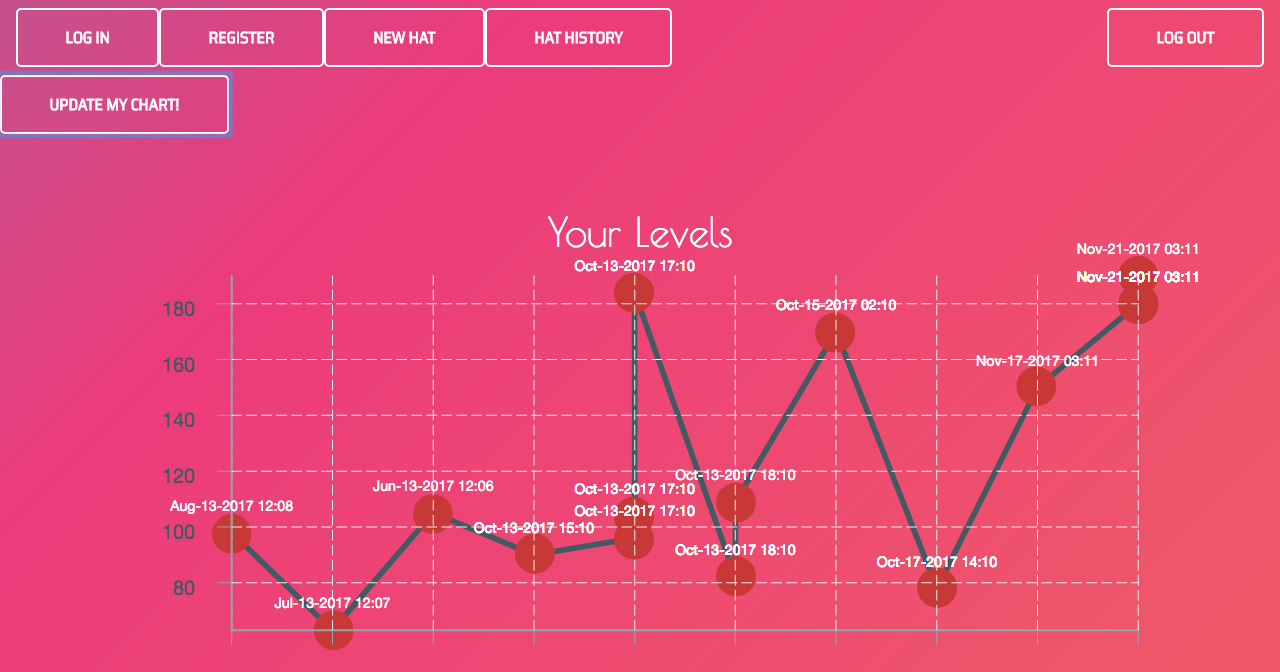 LOG IN REGISTER NEW HAT HAT HISTORY LOG OUT
UPDATE MY CHART!
Your Levels
Nov-21-2017 03:11
Oct-13-2017 17:10
Nov-21-2017 03:11
180
Oct-15-2017 02:10
160
Nov-17-2017 03:11
140
120
Oct-13-2017 18:10
Jun-13-2017 12:06
Oct-13-2017 17:10
Aug-13-2017 12:08
Oct-13-2017 17:10
100
Oct-13-2017 15:10
Oct-13-2017 18:10
Oct-17-2017 14:10
80
Jul-13-2017 12:07